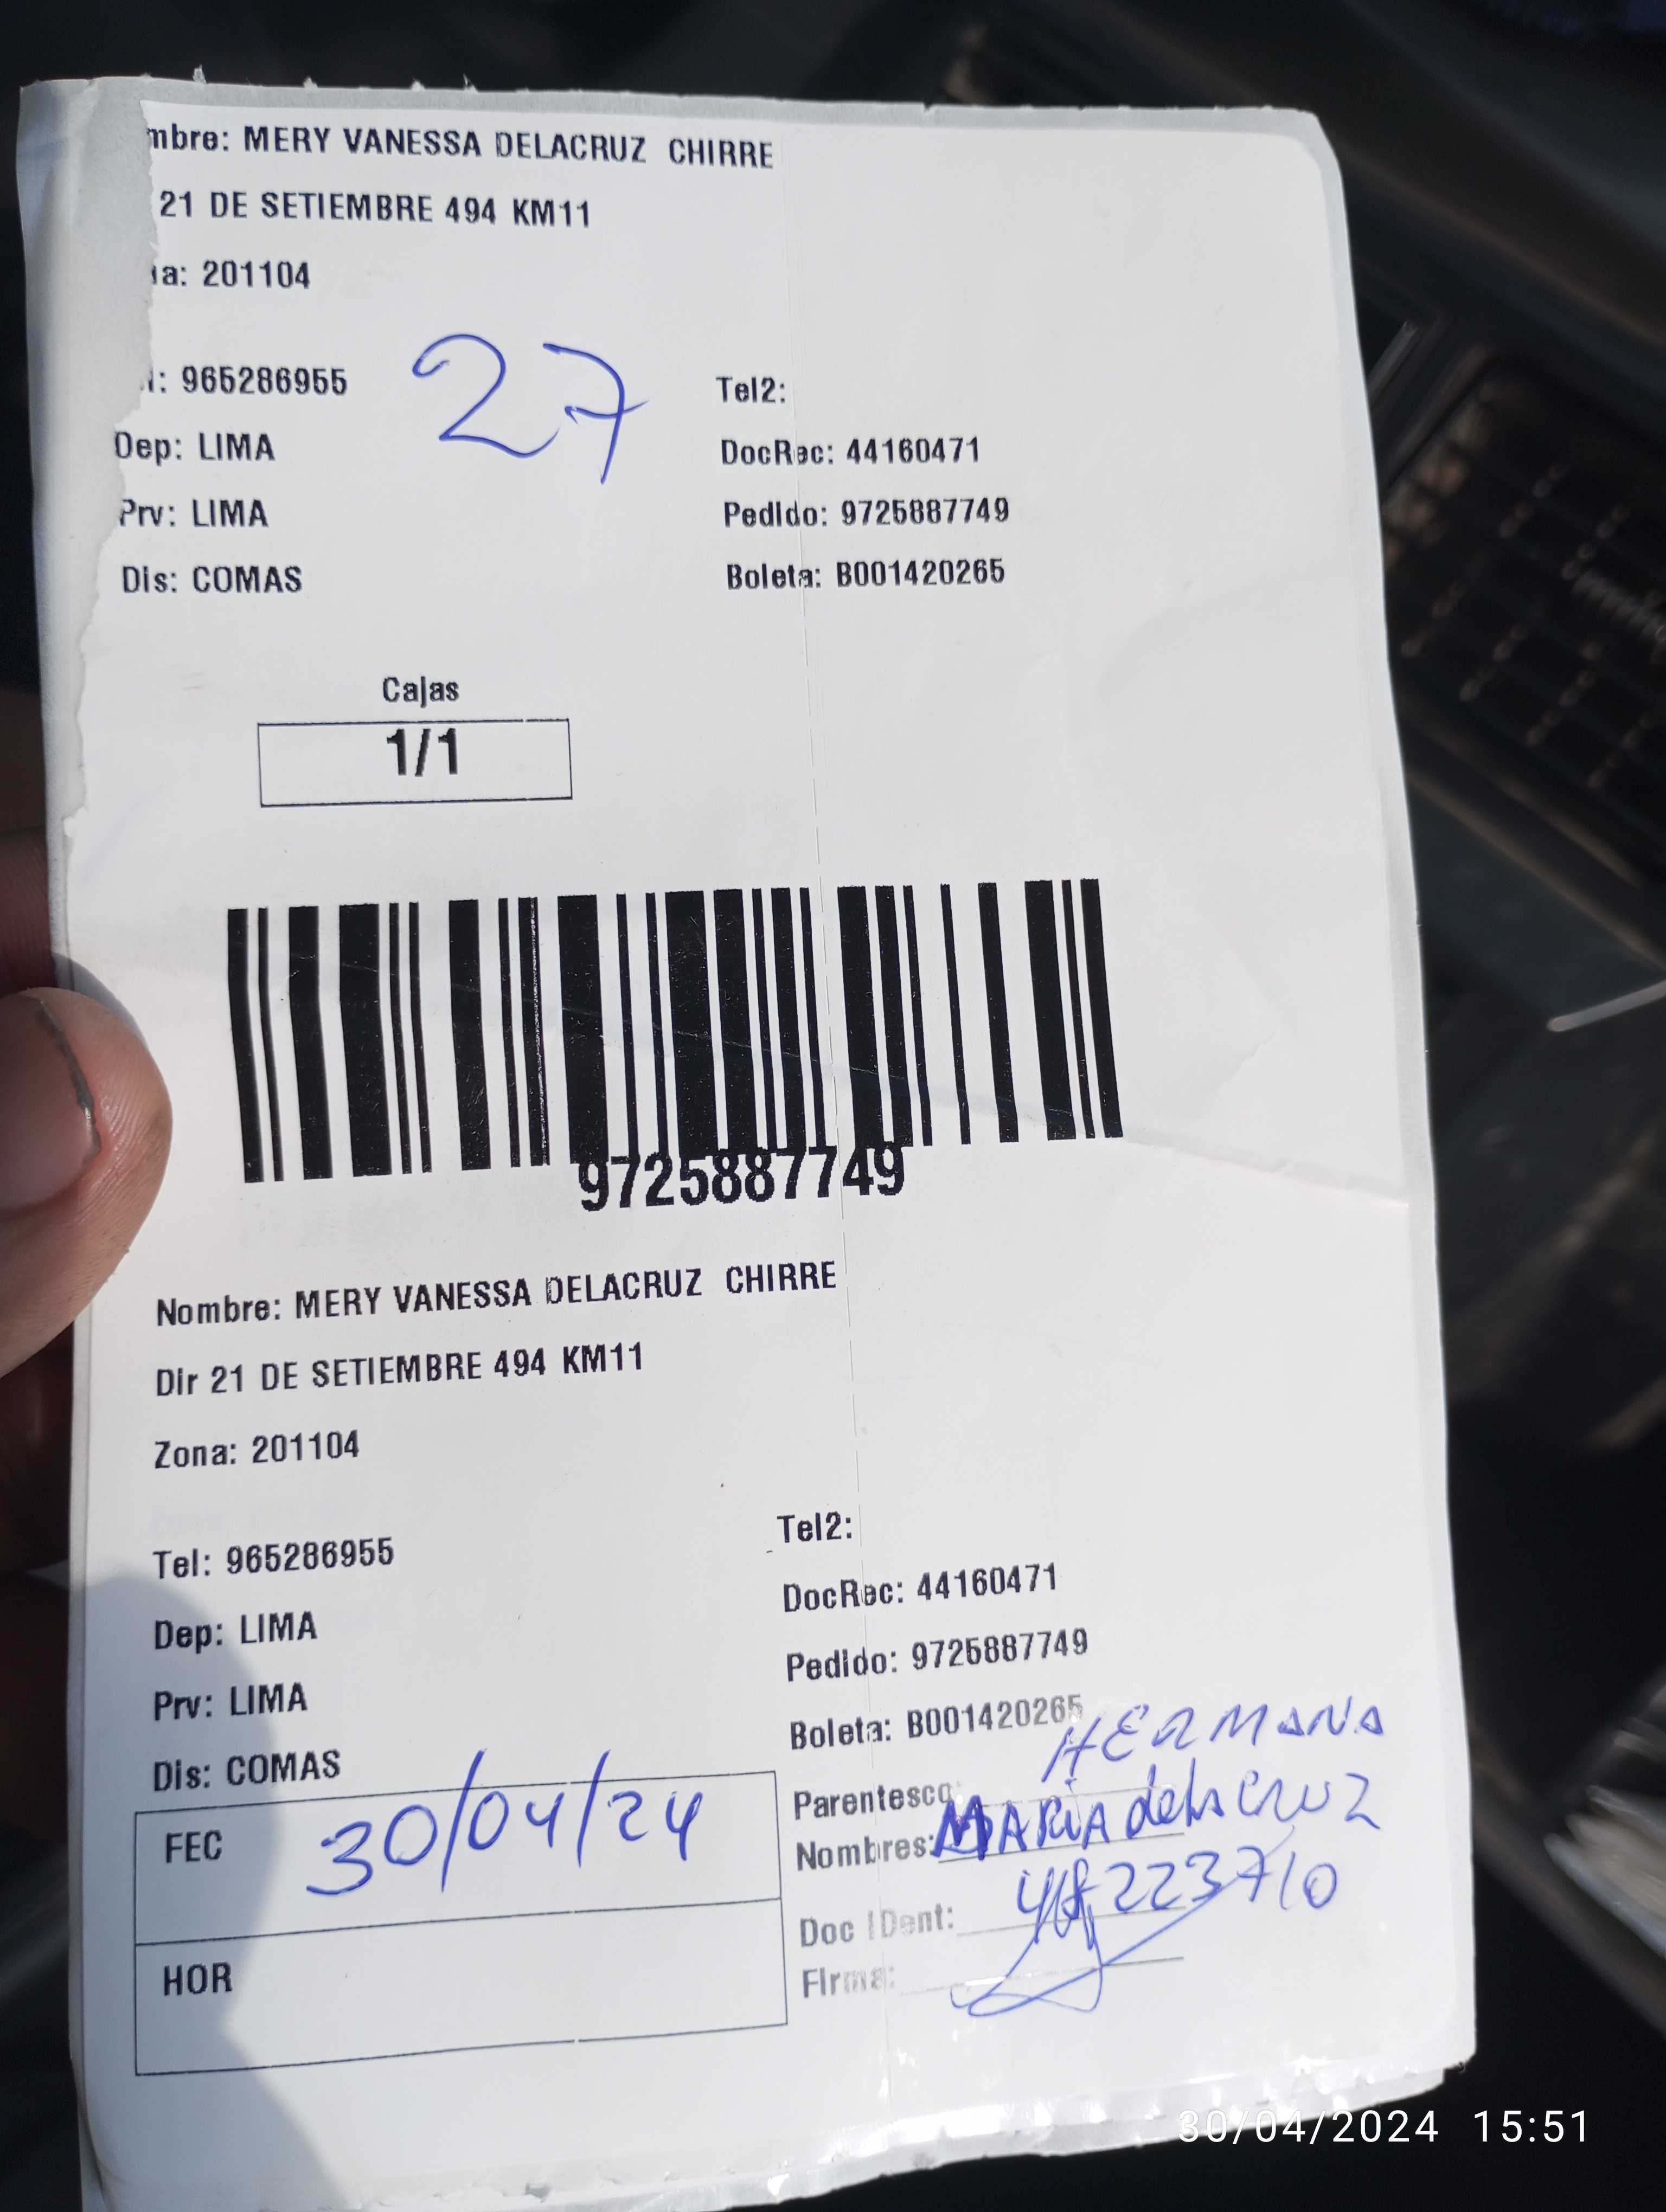 mbre: MERY VANESSA DELACRUZ CHIRRE
21 DE SETIEMBRE 494 KM11
a: 201104
: 965286955
27
Tel2:
Dep: LIMA
DocRec: 44160471
Prv: LIMA
Pedido: 9725887749
Dis: COMAS
Boleta: B001420265
Cajas
1/1
9725887749
Nombre: MERY VANESSA DELACRUZ CHIRRE
Dir 21 DE SETIEMBRE 494 KM11
Zona: 201104
Tel2:
Tel: 965286955
DocRec: 44160471
Dep: LIMA
Pedido: 9725887749
Prv: LIMA
Boleta: B001420265
Dis: COMAS
Parentesco: HERMANA
FEC 30/04/24
Nombres: MARIA dela CRUZ
Doc IDent:
HOR
Firma:
30/04/2024 15:51